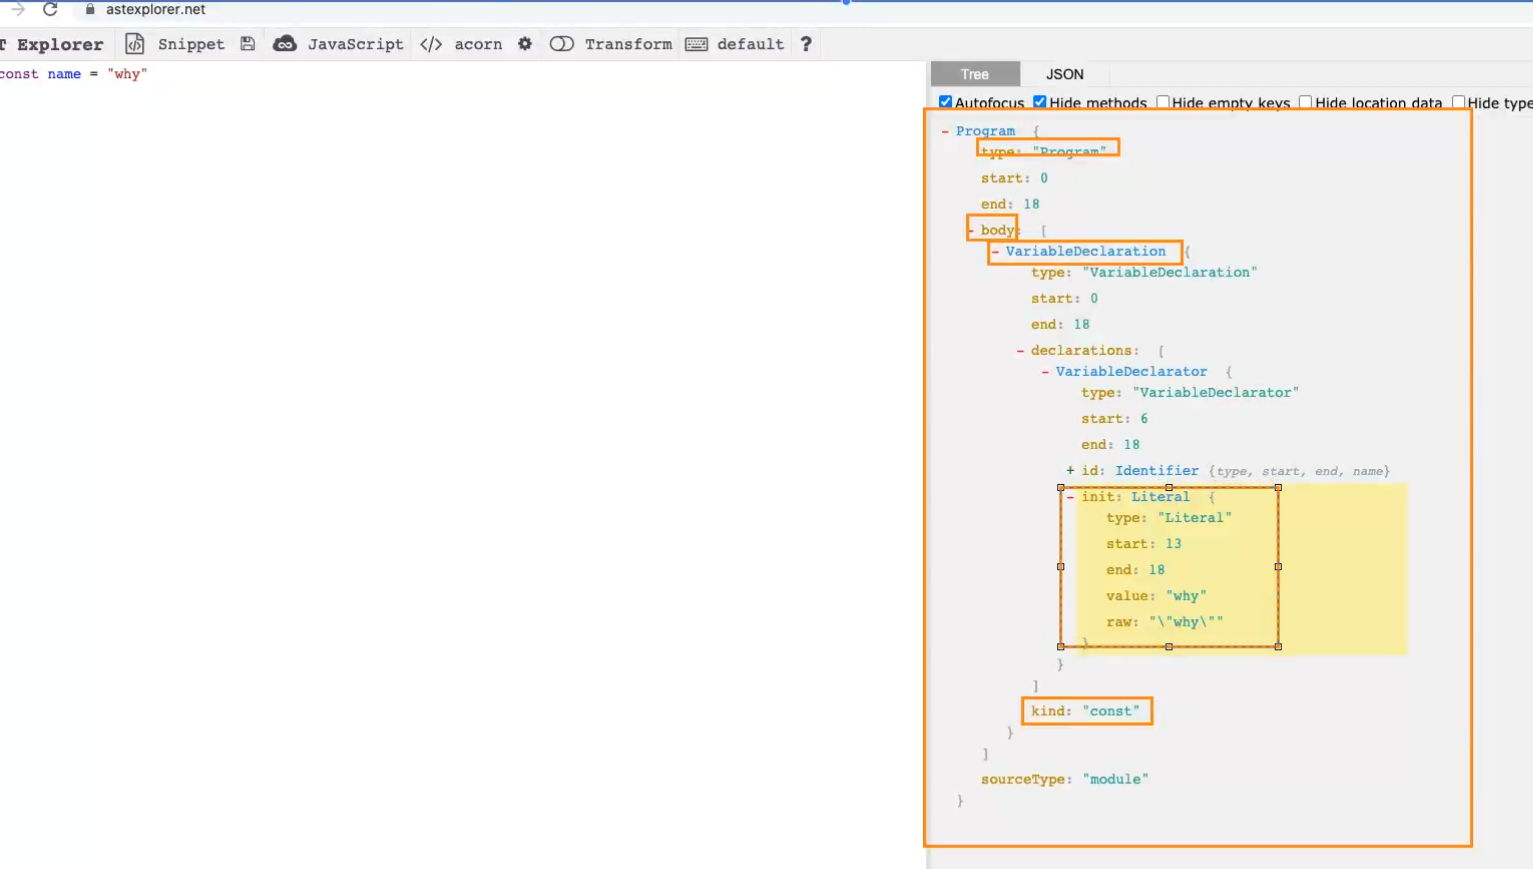 astexplorer.net
T Explorer Snippet JavaScript </> acorn Transform default ?
const name = "why"
Tree JSON
Autofocus Hide methods Hide empty keys Hide location data Hide type
- Program {
type: "Program"
start: 0
end: 18
- body: [
- VariableDeclaration {
type: "VariableDeclaration"
start: 0
end: 18
- declarations: [
- VariableDeclarator {
type: "VariableDeclarator"
start: 6
end: 18
+ id: Identifier {type, start, end, name}
- init: Literal {
type: "Literal"
start: 13
end: 18
value: "why"
raw: "\"why\""
}
}
]
kind: "const"
}
]
sourceType: "module"
}